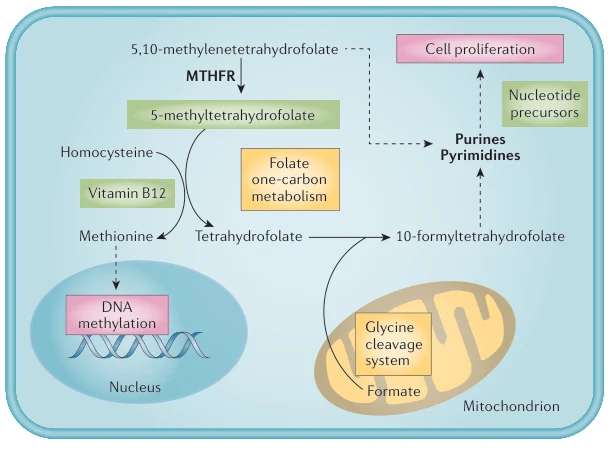 5,10-methylenetetrahydrofolate
Cell proliferation
MTHFR
Nucleotide
precursors
5-methyltetrahydrofolate
Purines
Pyrimidines
Homocysteine
Folate
one-carbon
metabolism
Vitamin B12
Methionine
Tetrahydrofolate
10-formyltetrahydrofolate
DNA
methylation
Glycine
cleavage
system
Nucleus
Formate
Mitochondrion